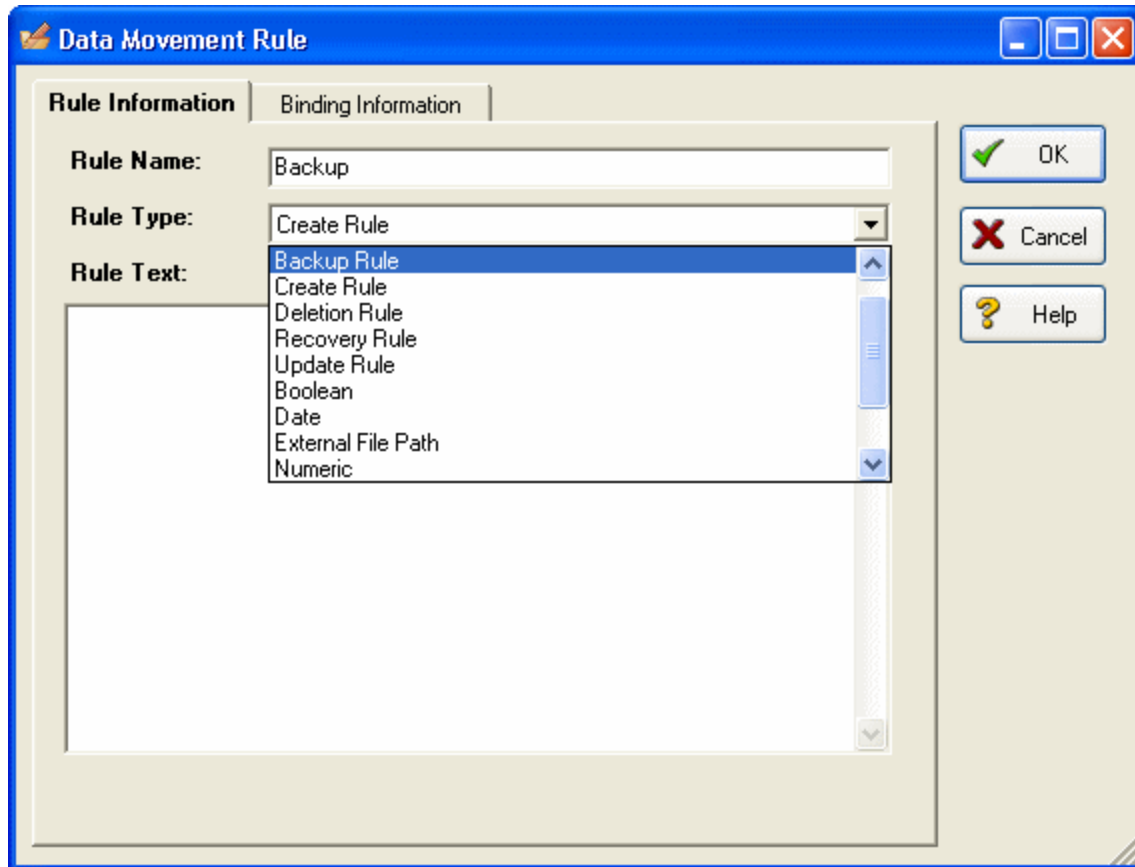 Data Movement Rule
Rule Information
Binding Information
Rule Name:
Backup
OK
Rule Type:
Create Rule
Cancel
Rule Text:
Backup Rule
Create Rule
Deletion Rule
Recovery Rule
Update Rule
Boolean
Date
External File Path
Numeric
Help